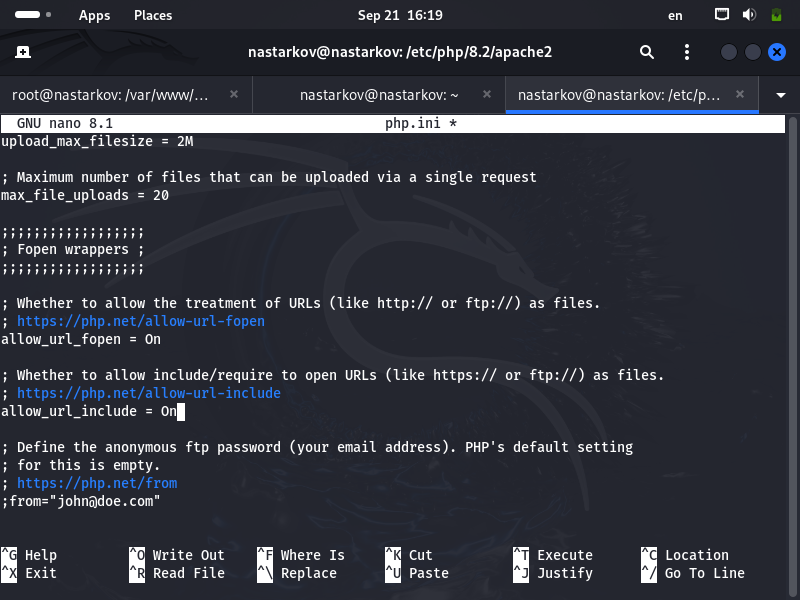 Apps Places Sep 21 16:19 en
nastarkov@nastarkov: /etc/php/8.2/apache2
root@nastarkov: /var/www/... × nastarkov@nastarkov: ~ × nastarkov@nastarkov: /etc/p... ×
GNU nano 8.1 php.ini *
upload_max_filesize = 2M
; Maximum number of files that can be uploaded via a single request
max_file_uploads = 20
;;;;;;;;;;;;;;;;;;
; Fopen wrappers ;
;;;;;;;;;;;;;;;;;;
; Whether to allow the treatment of URLs (like http:// or ftp://) as files.
; https://php.net/allow-url-fopen
allow_url_fopen = On
; Whether to allow include/require to open URLs (like https:// or ftp://) as files.
; https://php.net/allow-url-include
allow_url_include = On
; Define the anonymous ftp password (your email address). PHP's default setting
; for this is empty.
; https://php.net/from
;from="john@doe.com"
^G Help ^O Write Out ^F Where Is ^K Cut ^T Execute ^C Location
^X Exit ^R Read File ^\ Replace ^U Paste ^J Justify ^/ Go To Line